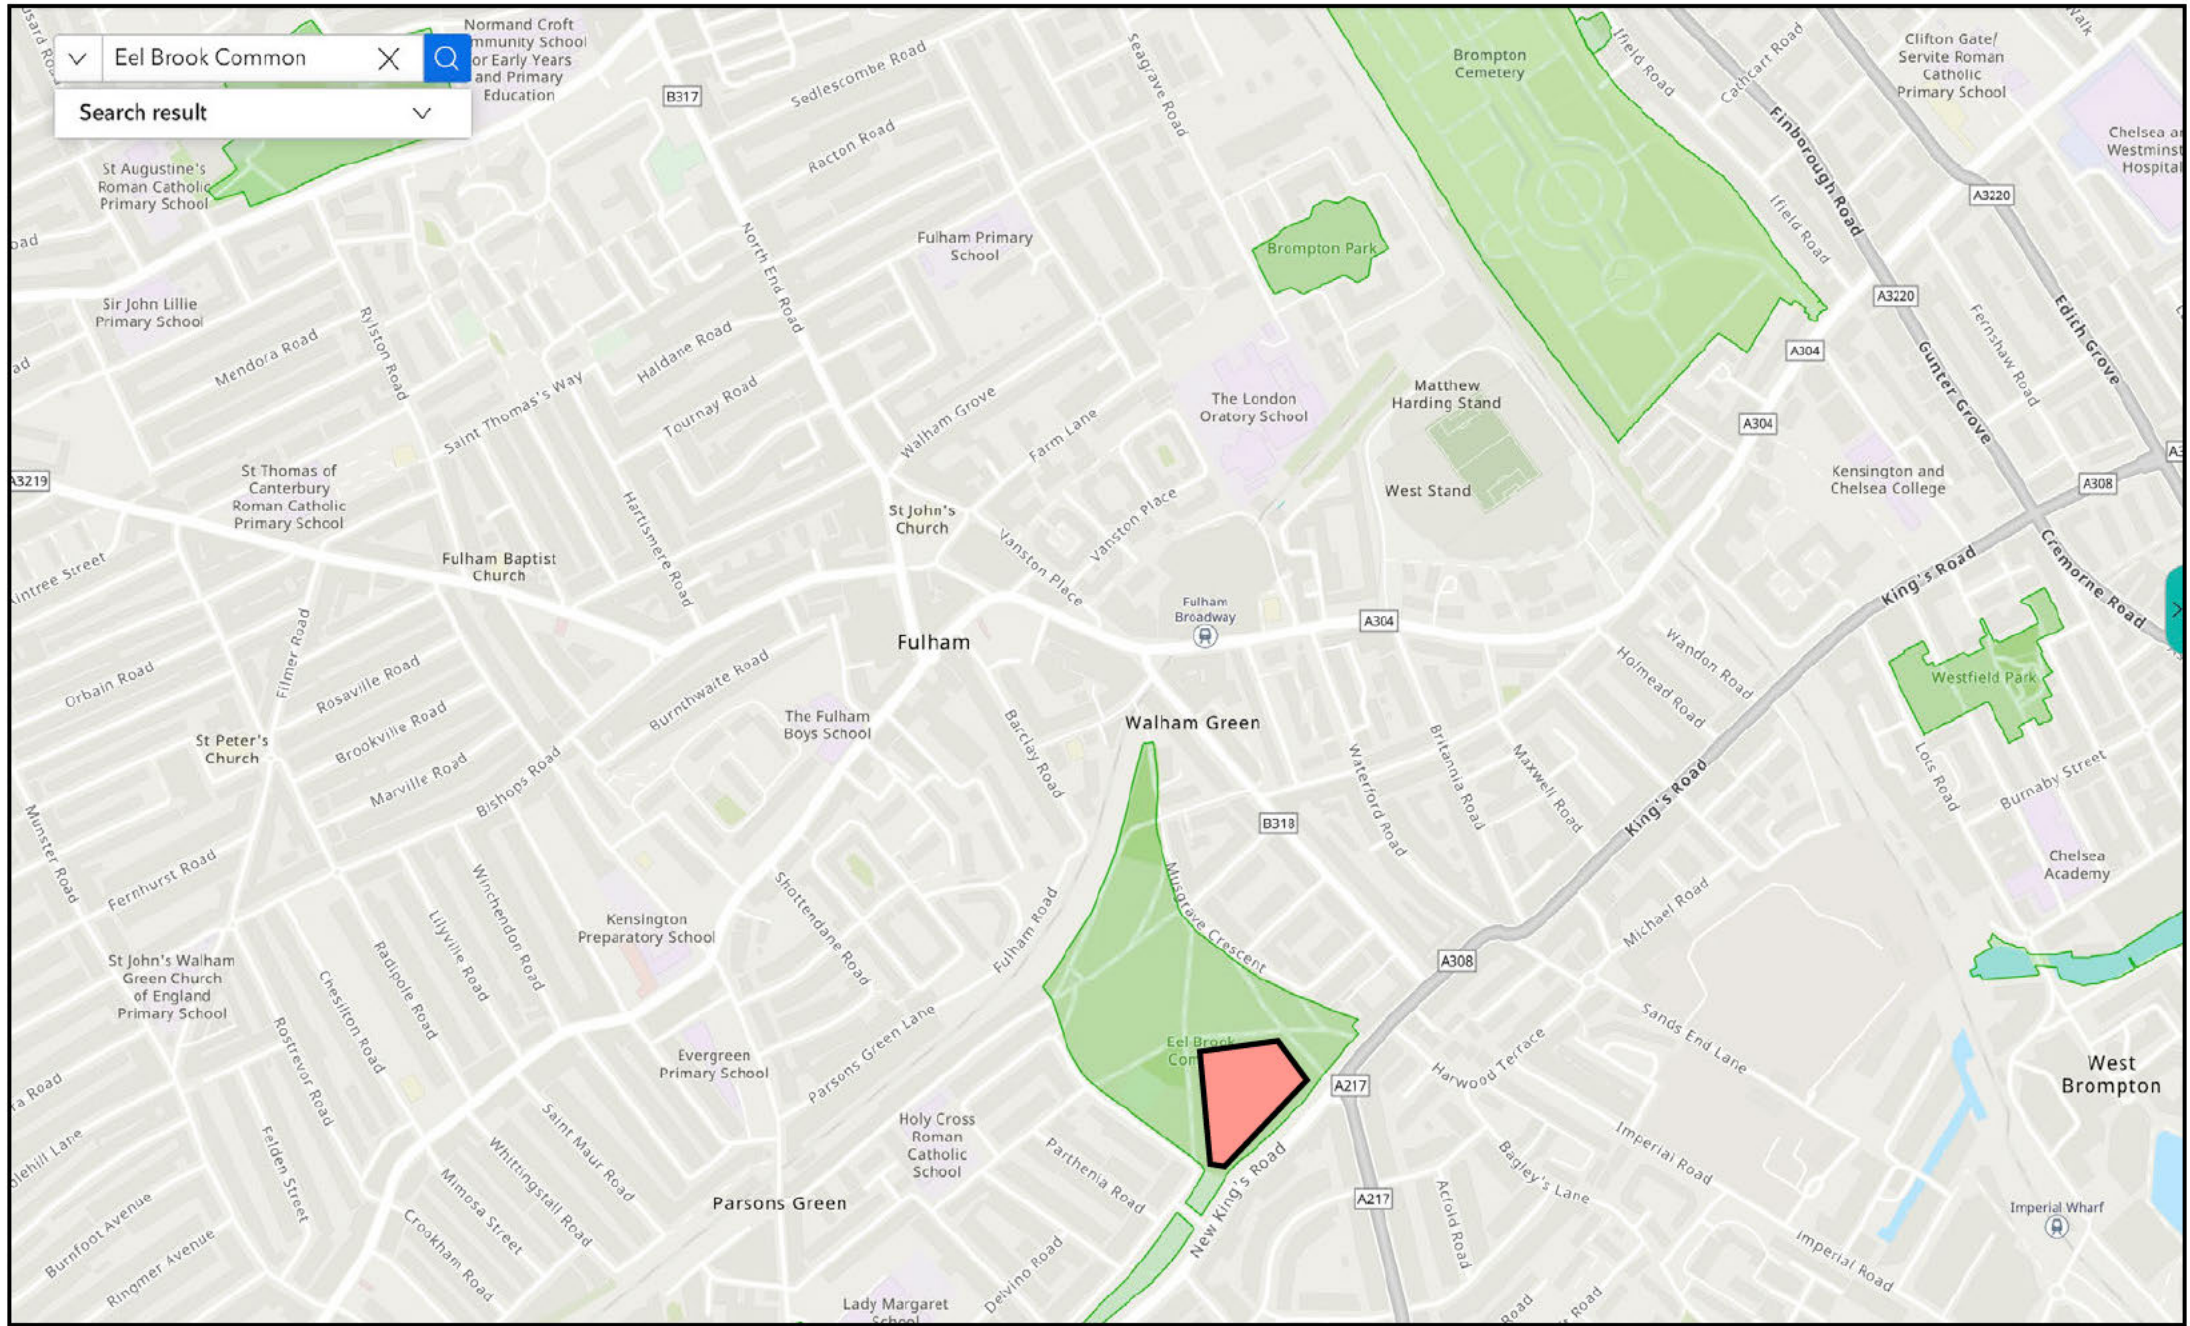 Eel Brook Common
Search result
Normand Croft
or Early Years
and Primary
Education
B317
Sedlescombe Road
Racton Road
Seagrave Road
Brompton
Cemetery
Ifield Road
Cathcart Road
Finborough Road
Clifton Gate/
Servite Roman
Catholic
Primary School
Walk
Hospital
St Augustine's
Roman Catholic
Primary School
A3220
Ifield Road
North End Road
Fulham Primary
School
Brompton Park
A3220
Sir John Lillie
Primary School
Mendora Road
Rylston Road
Haldane Road
Saint Thomas's Way
Tournay Road
Walham Grove
Farm Lane
The London
Oratory School
Matthew
Harding Stand
A304
A304
Gunter Grove
Fernshaw Road
Edith Grove
A3219
St Thomas of
Canterbury
Roman Catholic
Primary School
Hartismere Road
St John's
Church
Vanston Place
Vanston Place
West Stand
Kensington and
Chelsea College
A308
Fulham Baptist
Church
Filmer Road
Fulham
Broadway
A304
King's Road
Cremorne Road
Fulham
Orbain Road
Rosaville Road
Brookville Road
Marville Road
Burnthwaite Road
Bishops Road
The Fulham
Boys School
Barclay Road
Walham Green
Holmead Road
Wandon Road
Westfield Park
St Peter's
Church
Waterford Road
Britannia Road
Maxwell Road
King's Road
Lots Road
Burnaby Street
B318
Munster Road
Fernhurst Road
Winchendon Road
Lilyville Road
Radipole Road
Chesilton Road
Kensington
Preparatory School
Shottendane Road
Fulham Road
Musgrave Crescent
Michael Road
Chelsea
Academy
St John's Walham
Green Church
of England
Primary School
A308
Rostrevor Road
Evergreen
Primary School
Parsons Green Lane
Eel Brook
A217
Harwood Terrace
Sands End Lane
West
Brompton
Felden Street
Saint Maur Road
Whittingstall Road
Mimosa Street
Crookham Road
Holy Cross
Roman
Catholic
School
Parthenia Road
New King's Road
Bagley's Lane
Imperial Road
Parsons Green
A217
Acfold Road
Imperial Wharf
Imperial Road
Burnfoot Avenue
Ringmer Avenue
Delvino Road
Lady Margaret
School
Road